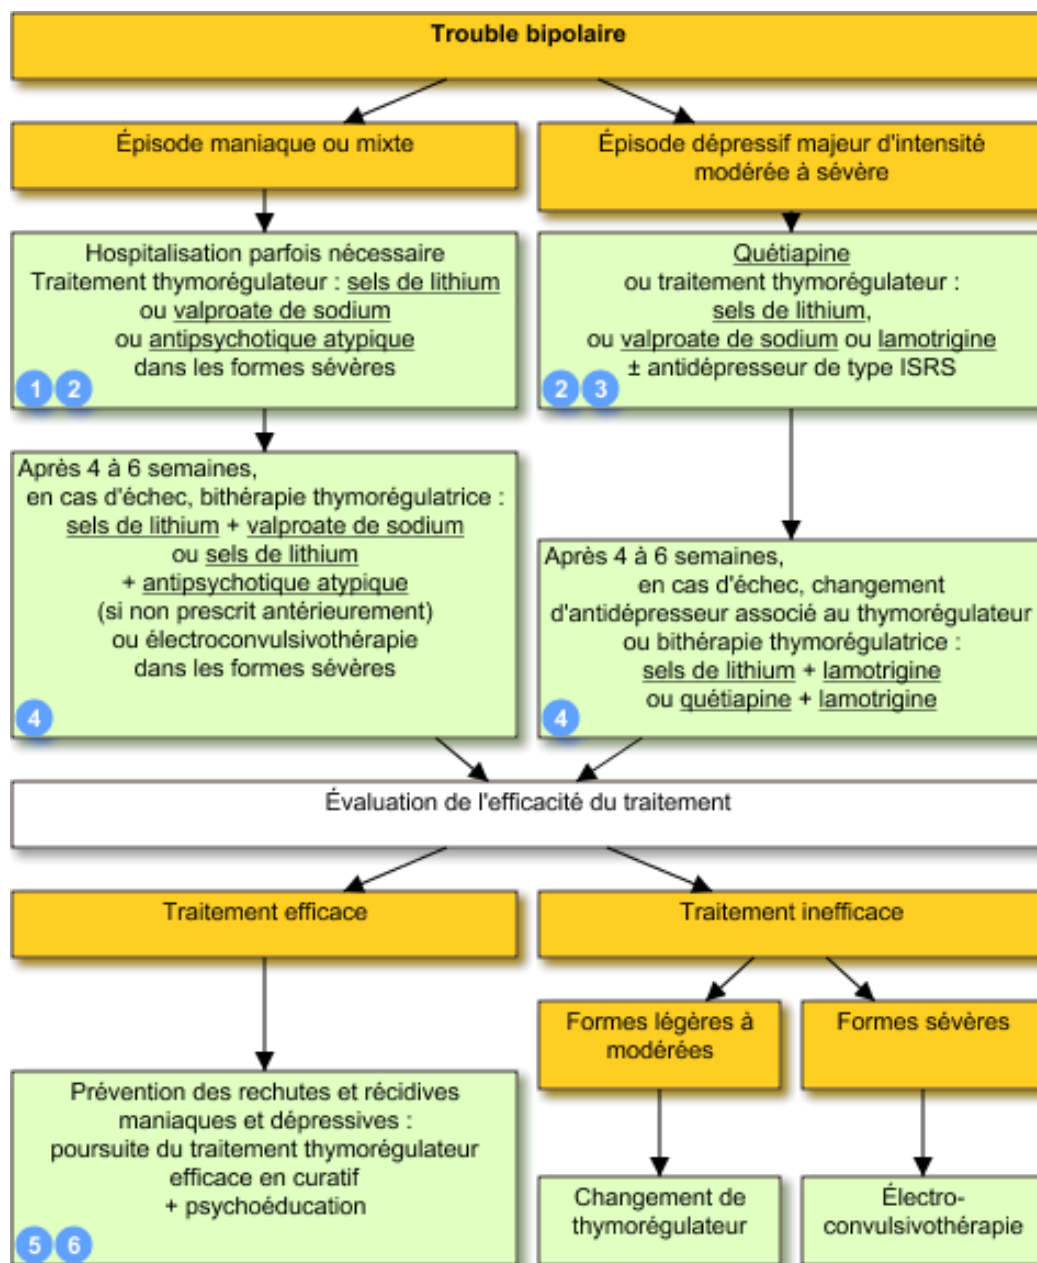 Trouble bipolaire
Épisode maniaque ou mixte
Épisode dépressif majeur d'intensité
modérée à sévère
Hospitalisation parfois nécessaire
Traitement thymorégulateur : sels de lithium
ou valproate de sodium
ou antipsychotique atypique
dans les formes sévères
1 2
Quétiapine
ou traitement thymorégulateur :
sels de lithium,
ou valproate de sodium ou lamotrigine
± antidépresseur de type ISRS
2 3
Après 4 à 6 semaines,
en cas d'échec, bithérapie thymorégulatrice :
sels de lithium + valproate de sodium
ou sels de lithium
+ antipsychotique atypique
(si non prescrit antérieurement)
ou électroconvulsivothérapie
dans les formes sévères
4
Après 4 à 6 semaines,
en cas d'échec, changement
d'antidépresseur associé au thymorégulateur
ou bithérapie thymorégulatrice :
sels de lithium + lamotrigine
ou quétiapine + lamotrigine
4
Évaluation de l'efficacité du traitement
Traitement efficace
Traitement inefficace
Formes légères à
modérées
Formes sévères
Prévention des rechutes et récidives
maniaques et dépressives :
poursuite du traitement thymorégulateur
efficace en curatif
+ psychoéducation
5 6
Changement de
thymorégulateur
Électro-
convulsivothérapie